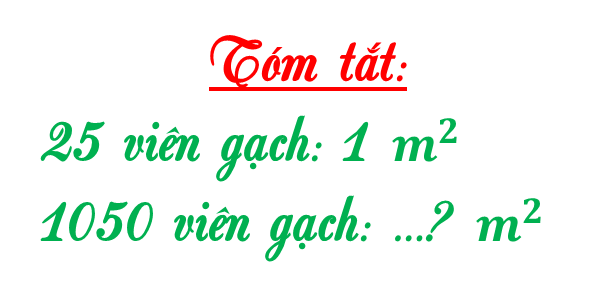 Tóm tắt:
25 viên gạch: 1 m²
1050 viên gạch: ...? m²